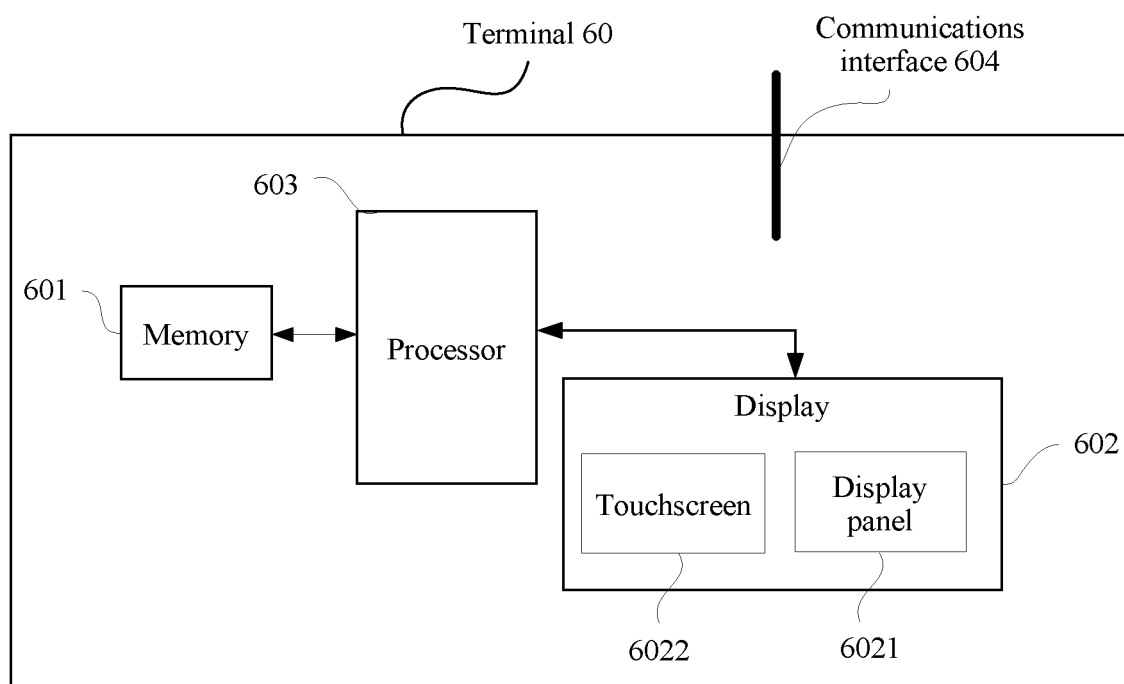 Terminal 60
Communications
interface 604
603
601
Memory
Processor
Display
602
Touchscreen
Display
panel
6022
6021